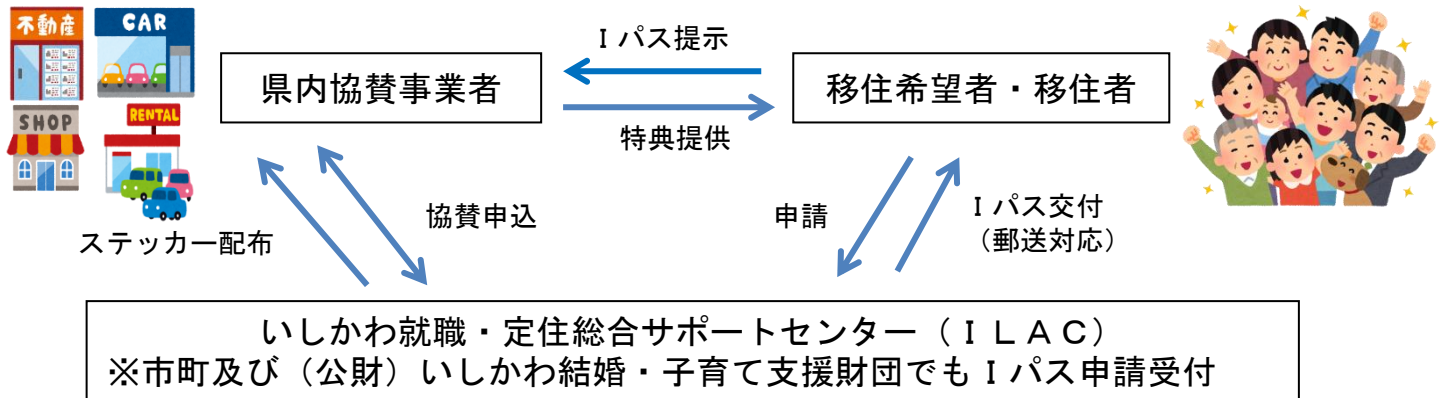 不動産
CAR
SHOP
RENTAL
県内協賛事業者
Ｉパス提示
特典提供
移住希望者・移住者
ステッカー配布
協賛申込
申請
Ｉパス交付
（郵送対応）
いしかわ就職・定住総合サポートセンター（ＩＬＡＣ）
※市町及び（公財）いしかわ結婚・子育て支援財団でもＩパス申請受付